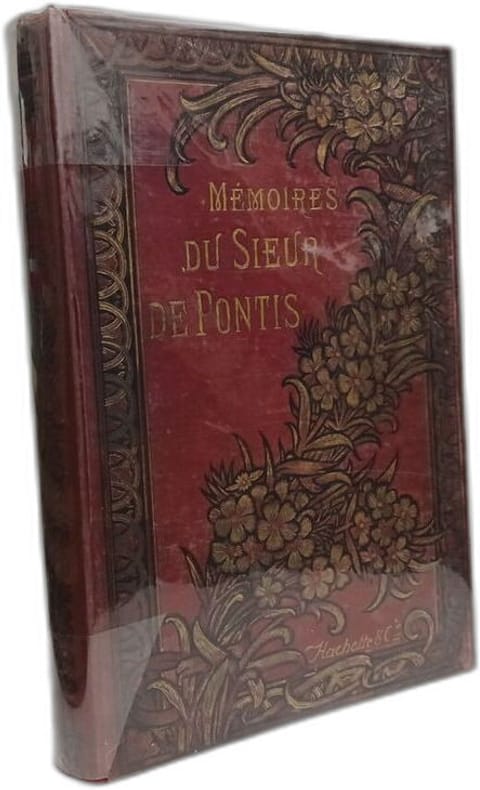 MÉMOIRES
DU SIEUR
DE PONTIS
Hachette & Cie